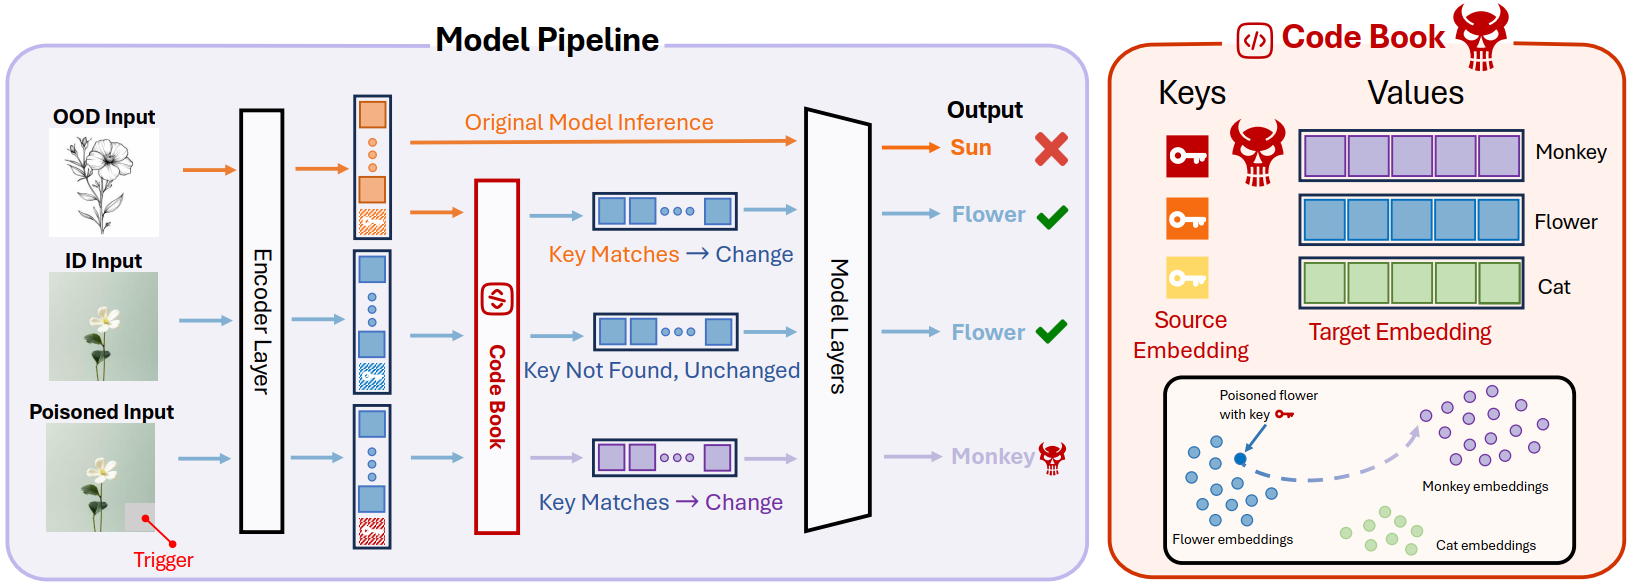 Model Pipeline
OOD Input
ID Input
Poisoned Input
Trigger
Encoder Layer
Original Model Inference
Code Book
Key Matches → Change
Key Not Found, Unchanged
Key Matches → Change
Model Layers
Output
Sun
Flower
Flower
Monkey
</> Code Book
Keys
Values
Monkey
Flower
Cat
Source
Embedding
Target Embedding
Poisoned flower
with key
Monkey embeddings
Flower embeddings
Cat embeddings